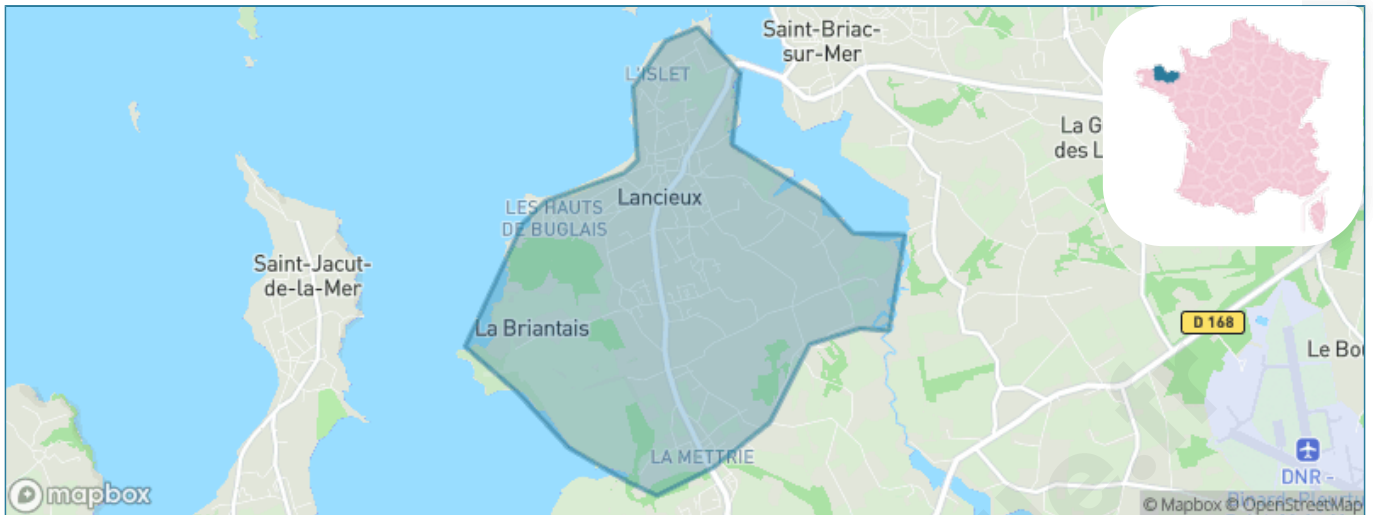 Saint-Briac-
sur-Mer
L'ISLET
La G
des L
Lancieux
LES HAUTS
DE BUGLAIS
Saint-Jacut-
de-la-Mer
La Briantais
D 168
Le Bou
LA METTRIE
DNR -
mapbox
© Mapbox © OpenStreetMap